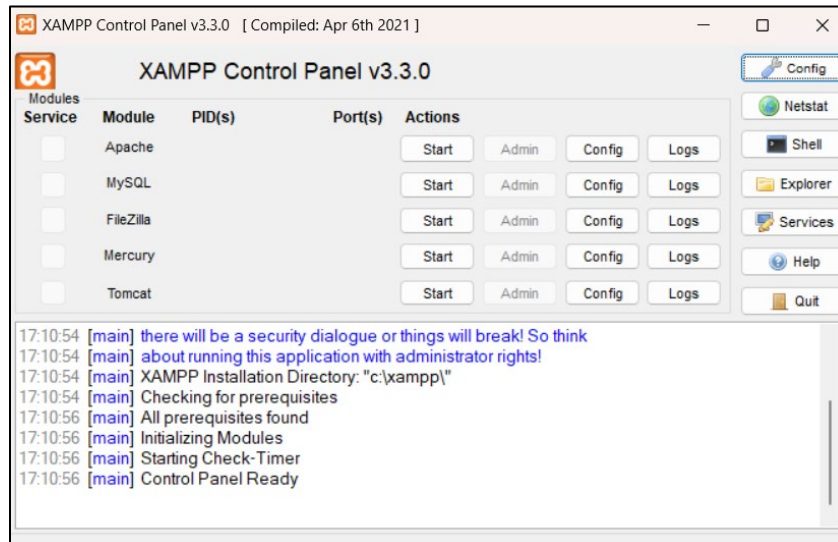 XAMPP Control Panel v3.3.0 [ Compiled: Apr 6th 2021 ]
XAMPP Control Panel v3.3.0
Config
Modules
Service Module PID(s) Port(s) Actions
Netstat
Apache Start Admin Config Logs
Shell
MySQL Start Admin Config Logs
Explorer
FileZilla Start Admin Config Logs
Services
Mercury Start Admin Config Logs
Help
Tomcat Start Admin Config Logs
Quit
17:10:54 [main] there will be a security dialogue or things will break! So think
17:10:54 [main] about running this application with administrator rights!
17:10:54 [main] XAMPP Installation Directory: "c:\xampp\"
17:10:54 [main] Checking for prerequisites
17:10:56 [main] All prerequisites found
17:10:56 [main] Initializing Modules
17:10:56 [main] Starting Check-Timer
17:10:56 [main] Control Panel Ready